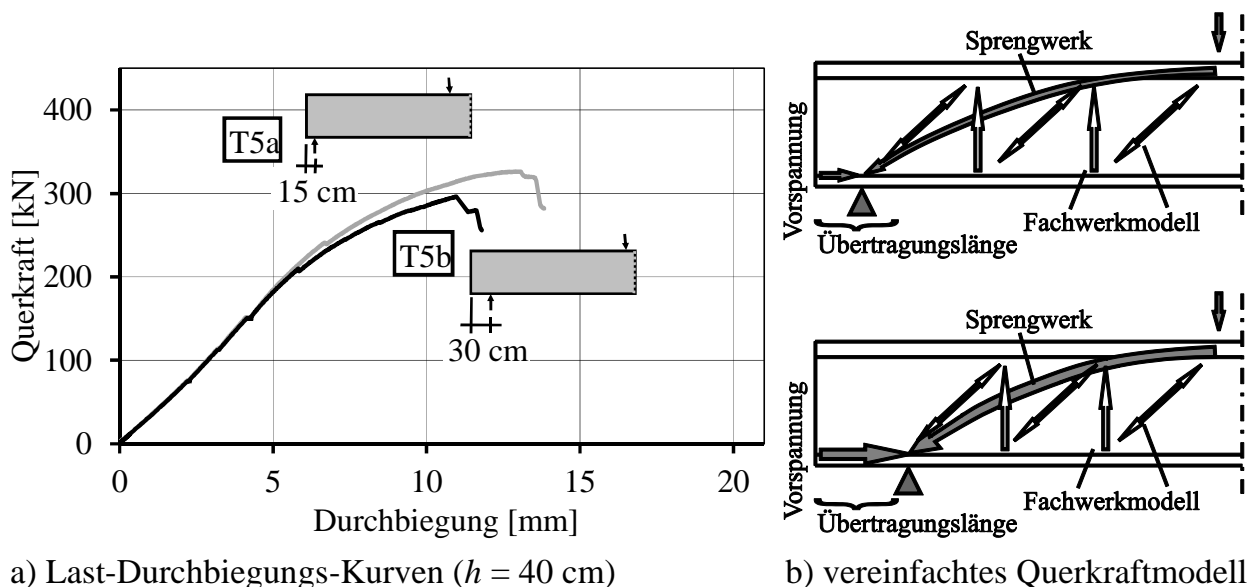 Querkraft [kN]
400
300
200
100
0
0
5
10
15
20
Durchbiegung [mm]
T5a
15 cm
T5b
30 cm
a) Last-Durchbiegungs-Kurven (h = 40 cm)
Sprengwerk
Vorspannung
Fachwerkmodell
Übertragungslänge
Sprengwerk
Vorspannung
Fachwerkmodell
Übertragungslänge
b) vereinfachtes Querkraftmodell